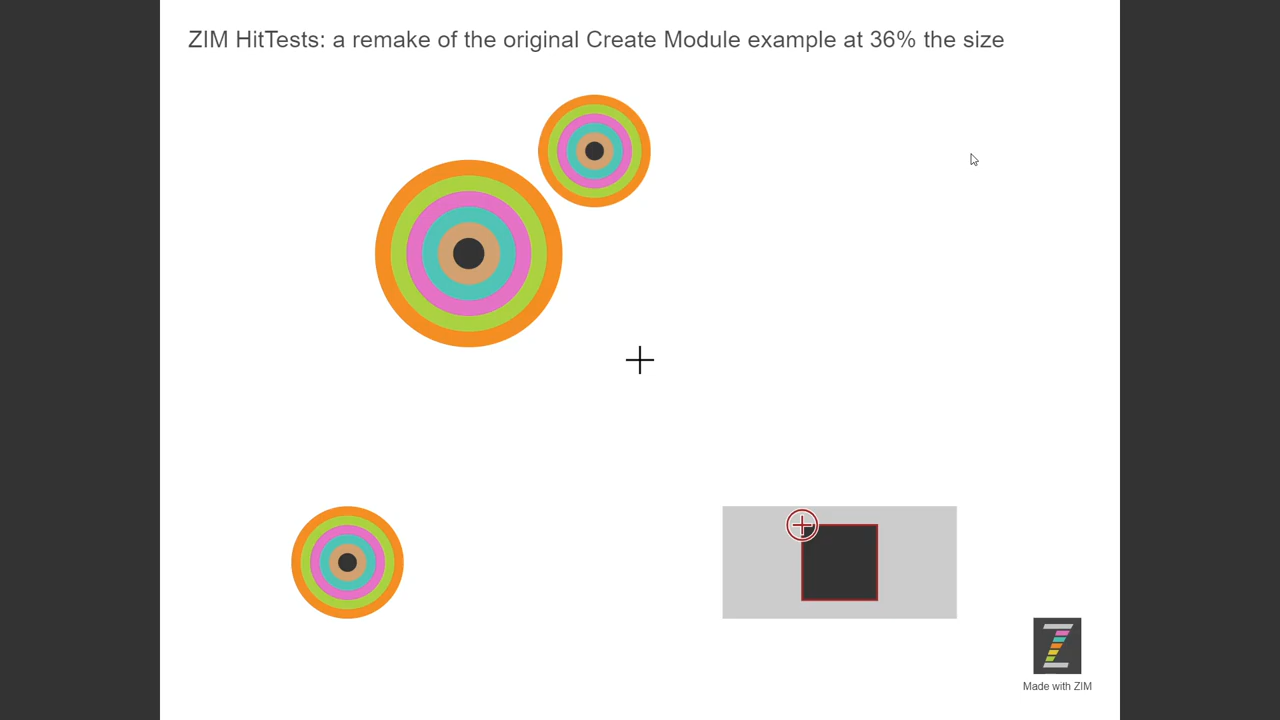 ZIM HitTests: a remake of the original Create Module example at 36% the size
Made with ZIM